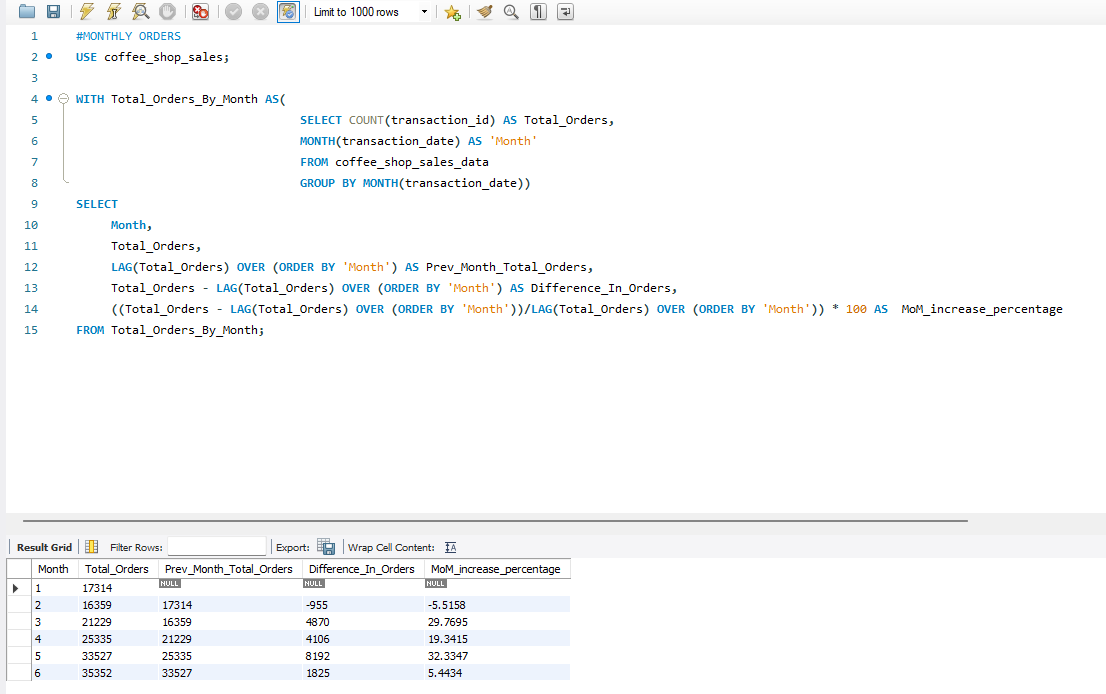 Limit to 1000 rows
1 #MONTHLY ORDERS
2 USE coffee_shop_sales;
3
4 WITH Total_Orders_By_Month AS(
5 SELECT COUNT(transaction_id) AS Total_Orders,
6 MONTH(transaction_date) AS 'Month'
7 FROM coffee_shop_sales_data
8 GROUP BY MONTH(transaction_date))
9 SELECT
10 Month,
11 Total_Orders,
12 LAG(Total_Orders) OVER (ORDER BY 'Month') AS Prev_Month_Total_Orders,
13 Total_Orders - LAG(Total_Orders) OVER (ORDER BY 'Month') AS Difference_In_Orders,
14 ((Total_Orders - LAG(Total_Orders) OVER (ORDER BY 'Month'))/LAG(Total_Orders) OVER (ORDER BY 'Month')) * 100 AS  MoM_increase_percentage
15 FROM Total_Orders_By_Month;
Result Grid Filter Rows: Export: Wrap Cell Content: IA
Month Total_Orders Prev_Month_Total_Orders Difference_In_Orders MoM_increase_percentage
1 17314 NULL NULL NULL
2 16359 17314 -955 -5.5158
3 21229 16359 4870 29.7695
4 25335 21229 4106 19.3415
5 33527 25335 8192 32.3347
6 35352 33527 1825 5.4434